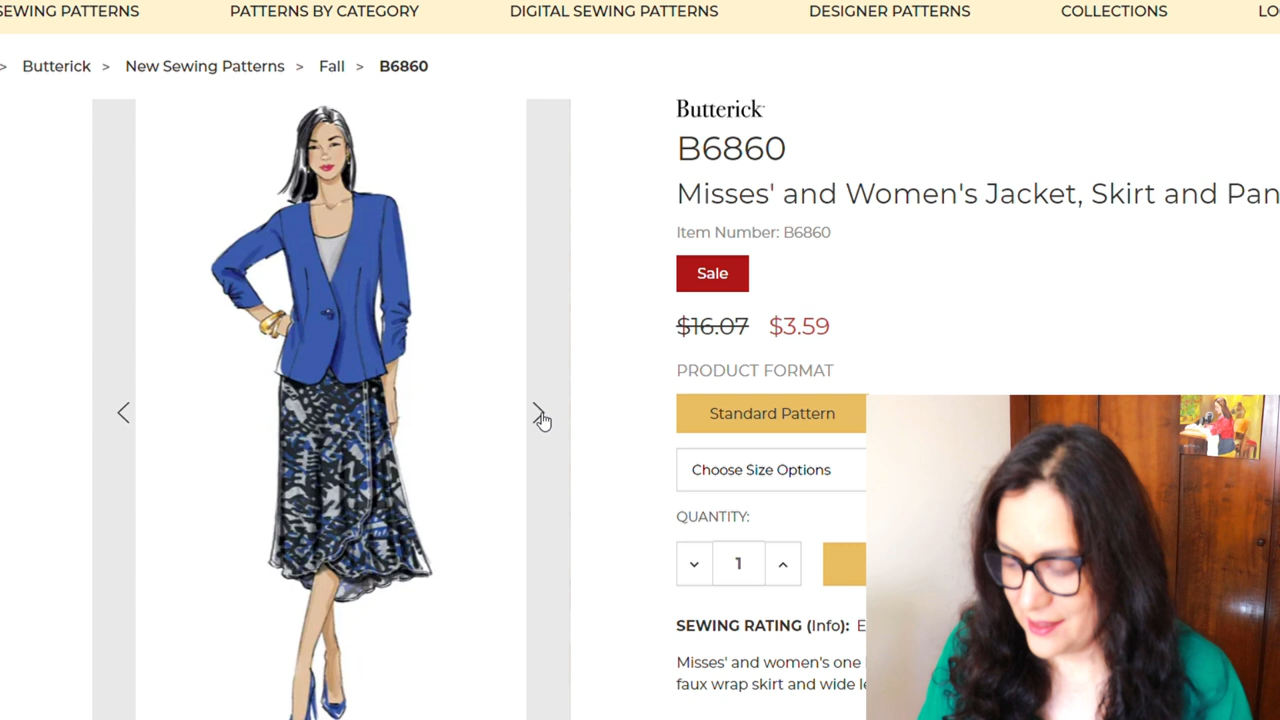 SEWING PATTERNS PATTERNS BY CATEGORY DIGITAL SEWING PATTERNS DESIGNER PATTERNS COLLECTIONS LO
> Butterick > New Sewing Patterns > Fall > B6860
Butterick
B6860
Misses' and Women's Jacket, Skirt and Pan
Item Number: B6860
Sale
$16.07 $3.59
PRODUCT FORMAT
Standard Pattern
Choose Size Options
QUANTITY:
1
SEWING RATING (Info): E
Misses' and women's one
faux wrap skirt and wide le